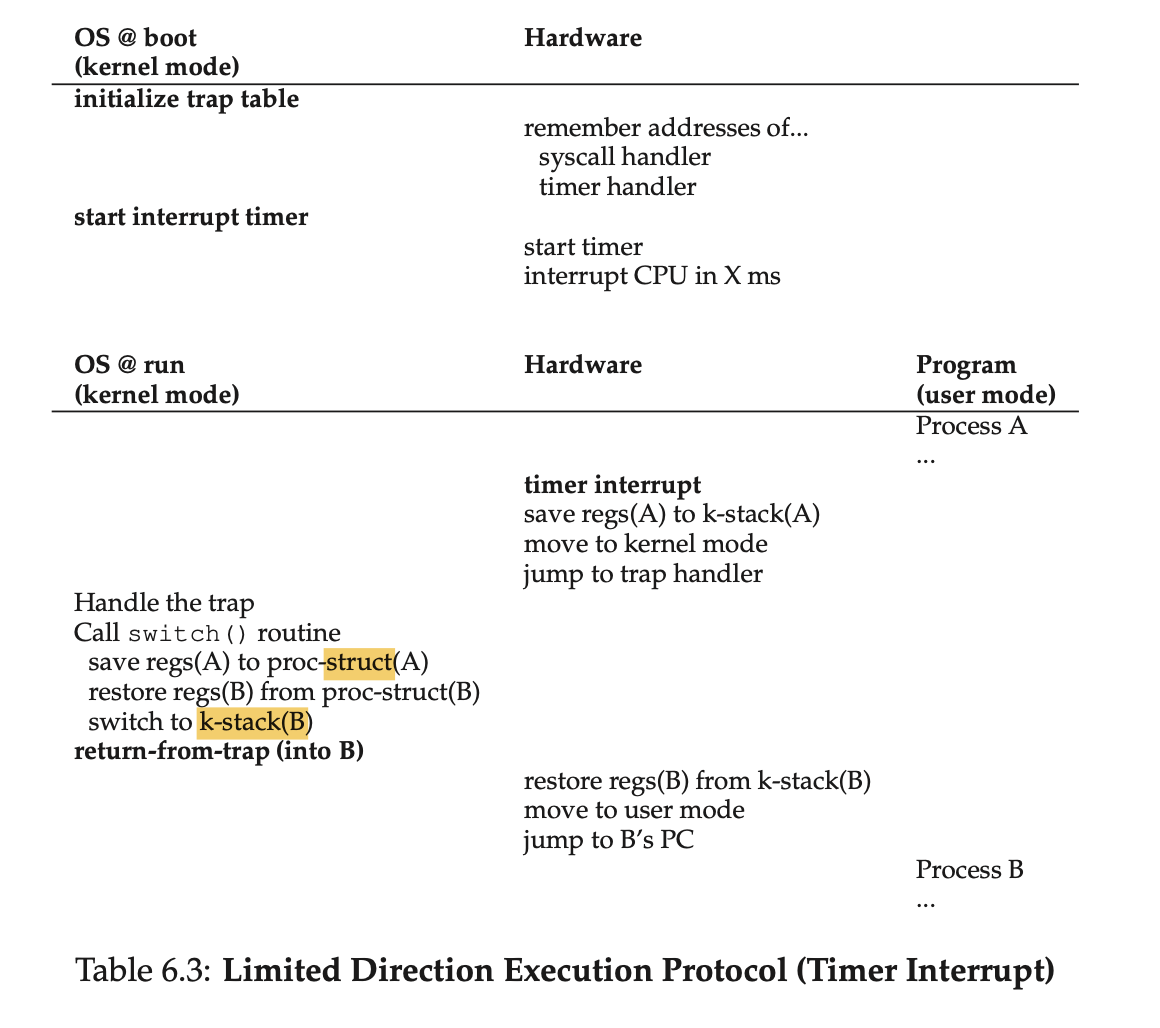 OS @ boot Hardware
(kernel mode)
initialize trap table
remember addresses of...
syscall handler
timer handler
start interrupt timer
start timer
interrupt CPU in X ms
OS @ run Hardware Program
(kernel mode) (user mode)
Process A
...
timer interrupt
save regs(A) to k-stack(A)
move to kernel mode
jump to trap handler
Handle the trap
Call switch() routine
save regs(A) to proc-struct(A)
restore regs(B) from proc-struct(B)
switch to k-stack(B)
return-from-trap (into B)
restore regs(B) from k-stack(B)
move to user mode
jump to B’s PC
Process B
...
Table 6.3: Limited Direction Execution Protocol (Timer Interrupt)